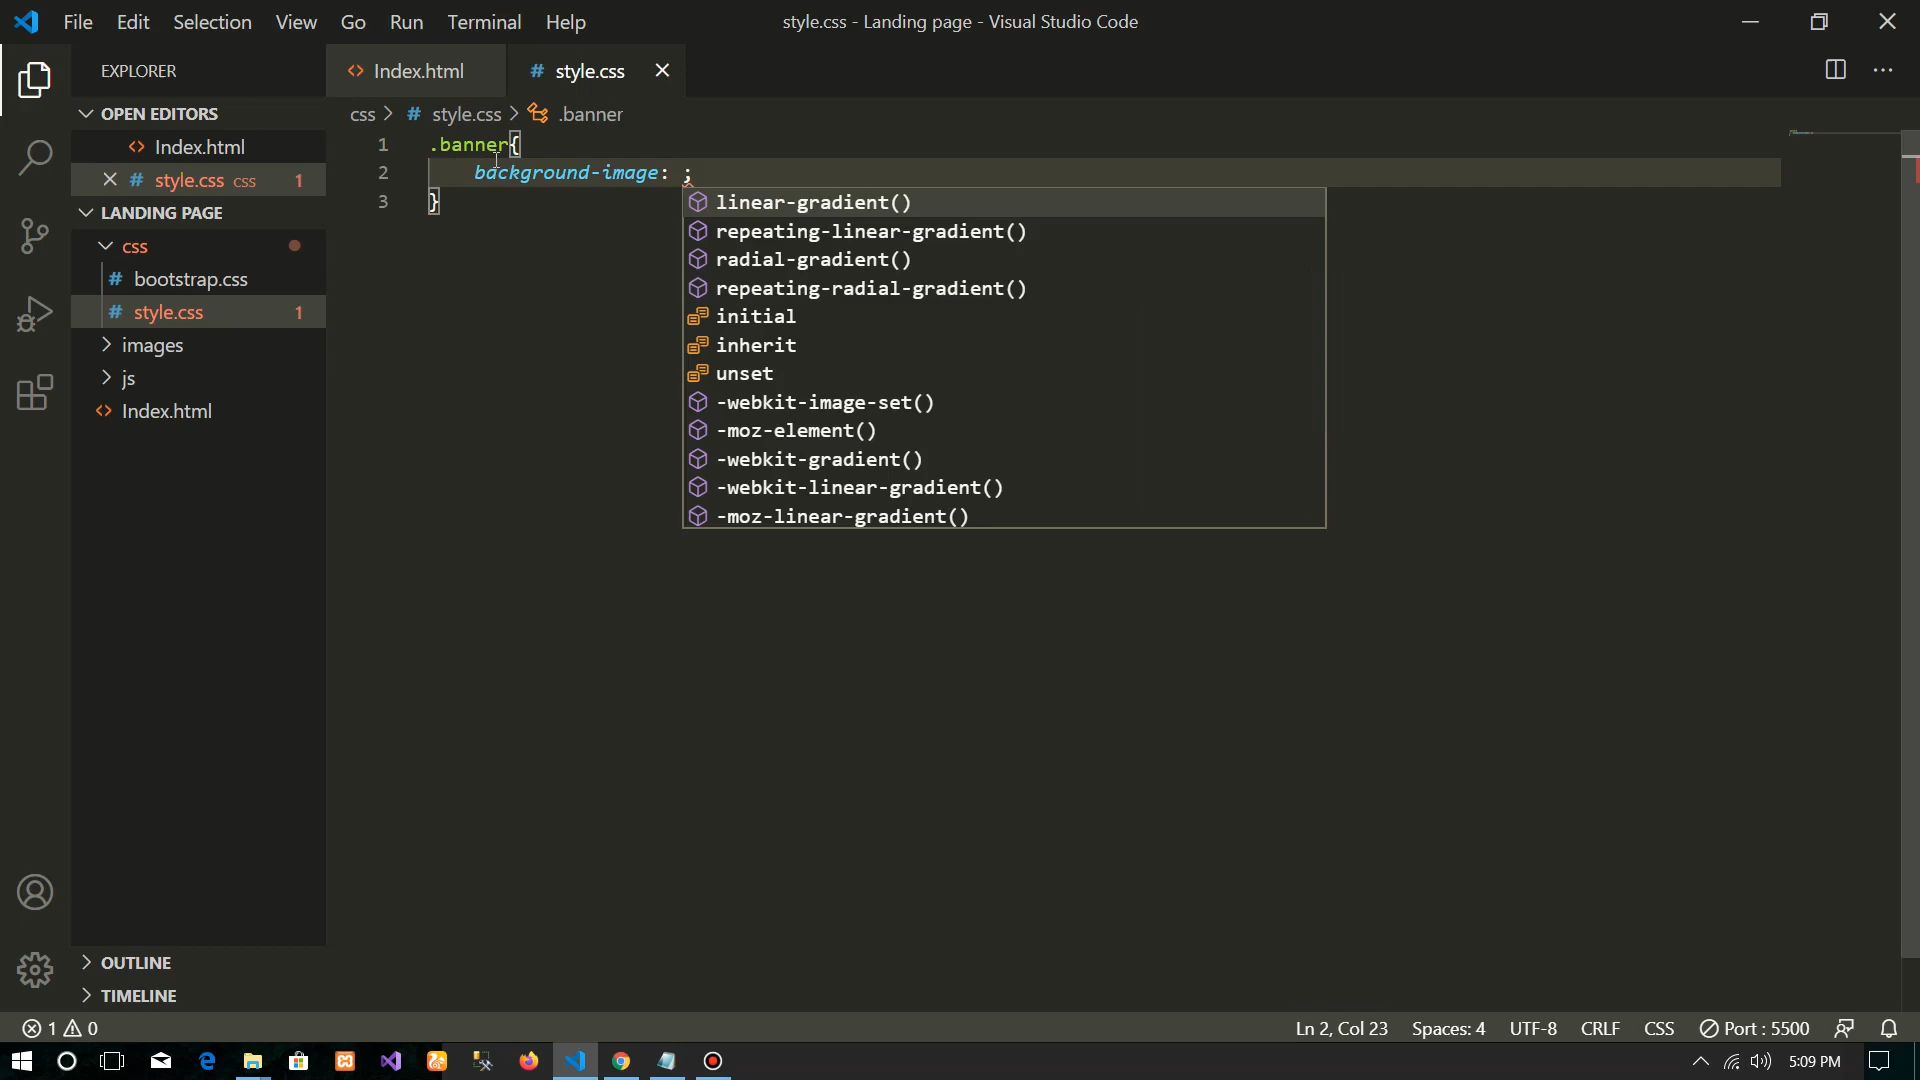 File Edit Selection View Go Run Terminal Help
style.css - Landing page - Visual Studio Code
EXPLORER
Index.html
# style.css
OPEN EDITORS
Index.html
# style.css css 1
LANDING PAGE
css
# bootstrap.css
# style.css 1
images
js
Index.html
OUTLINE
TIMELINE
css > # style.css > .banner
1 .banner{
2 background-image: ;
3 }
linear-gradient()
repeating-linear-gradient()
radial-gradient()
repeating-radial-gradient()
initial
inherit
unset
-webkit-image-set()
-moz-element()
-webkit-gradient()
-webkit-linear-gradient()
-moz-linear-gradient()
1 0
Ln 2, Col 23 Spaces: 4 UTF-8 CRLF CSS Port : 5500
5:09 PM